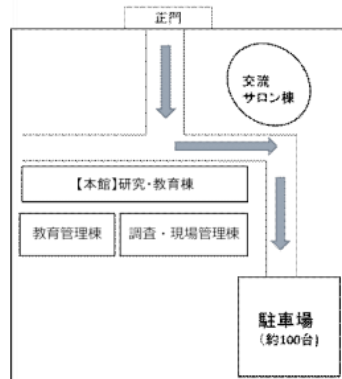 正門
交流
サロン棟
【本館】研究・教育棟
教育管理棟
調査・現場管理棟
駐車場
(約100台)